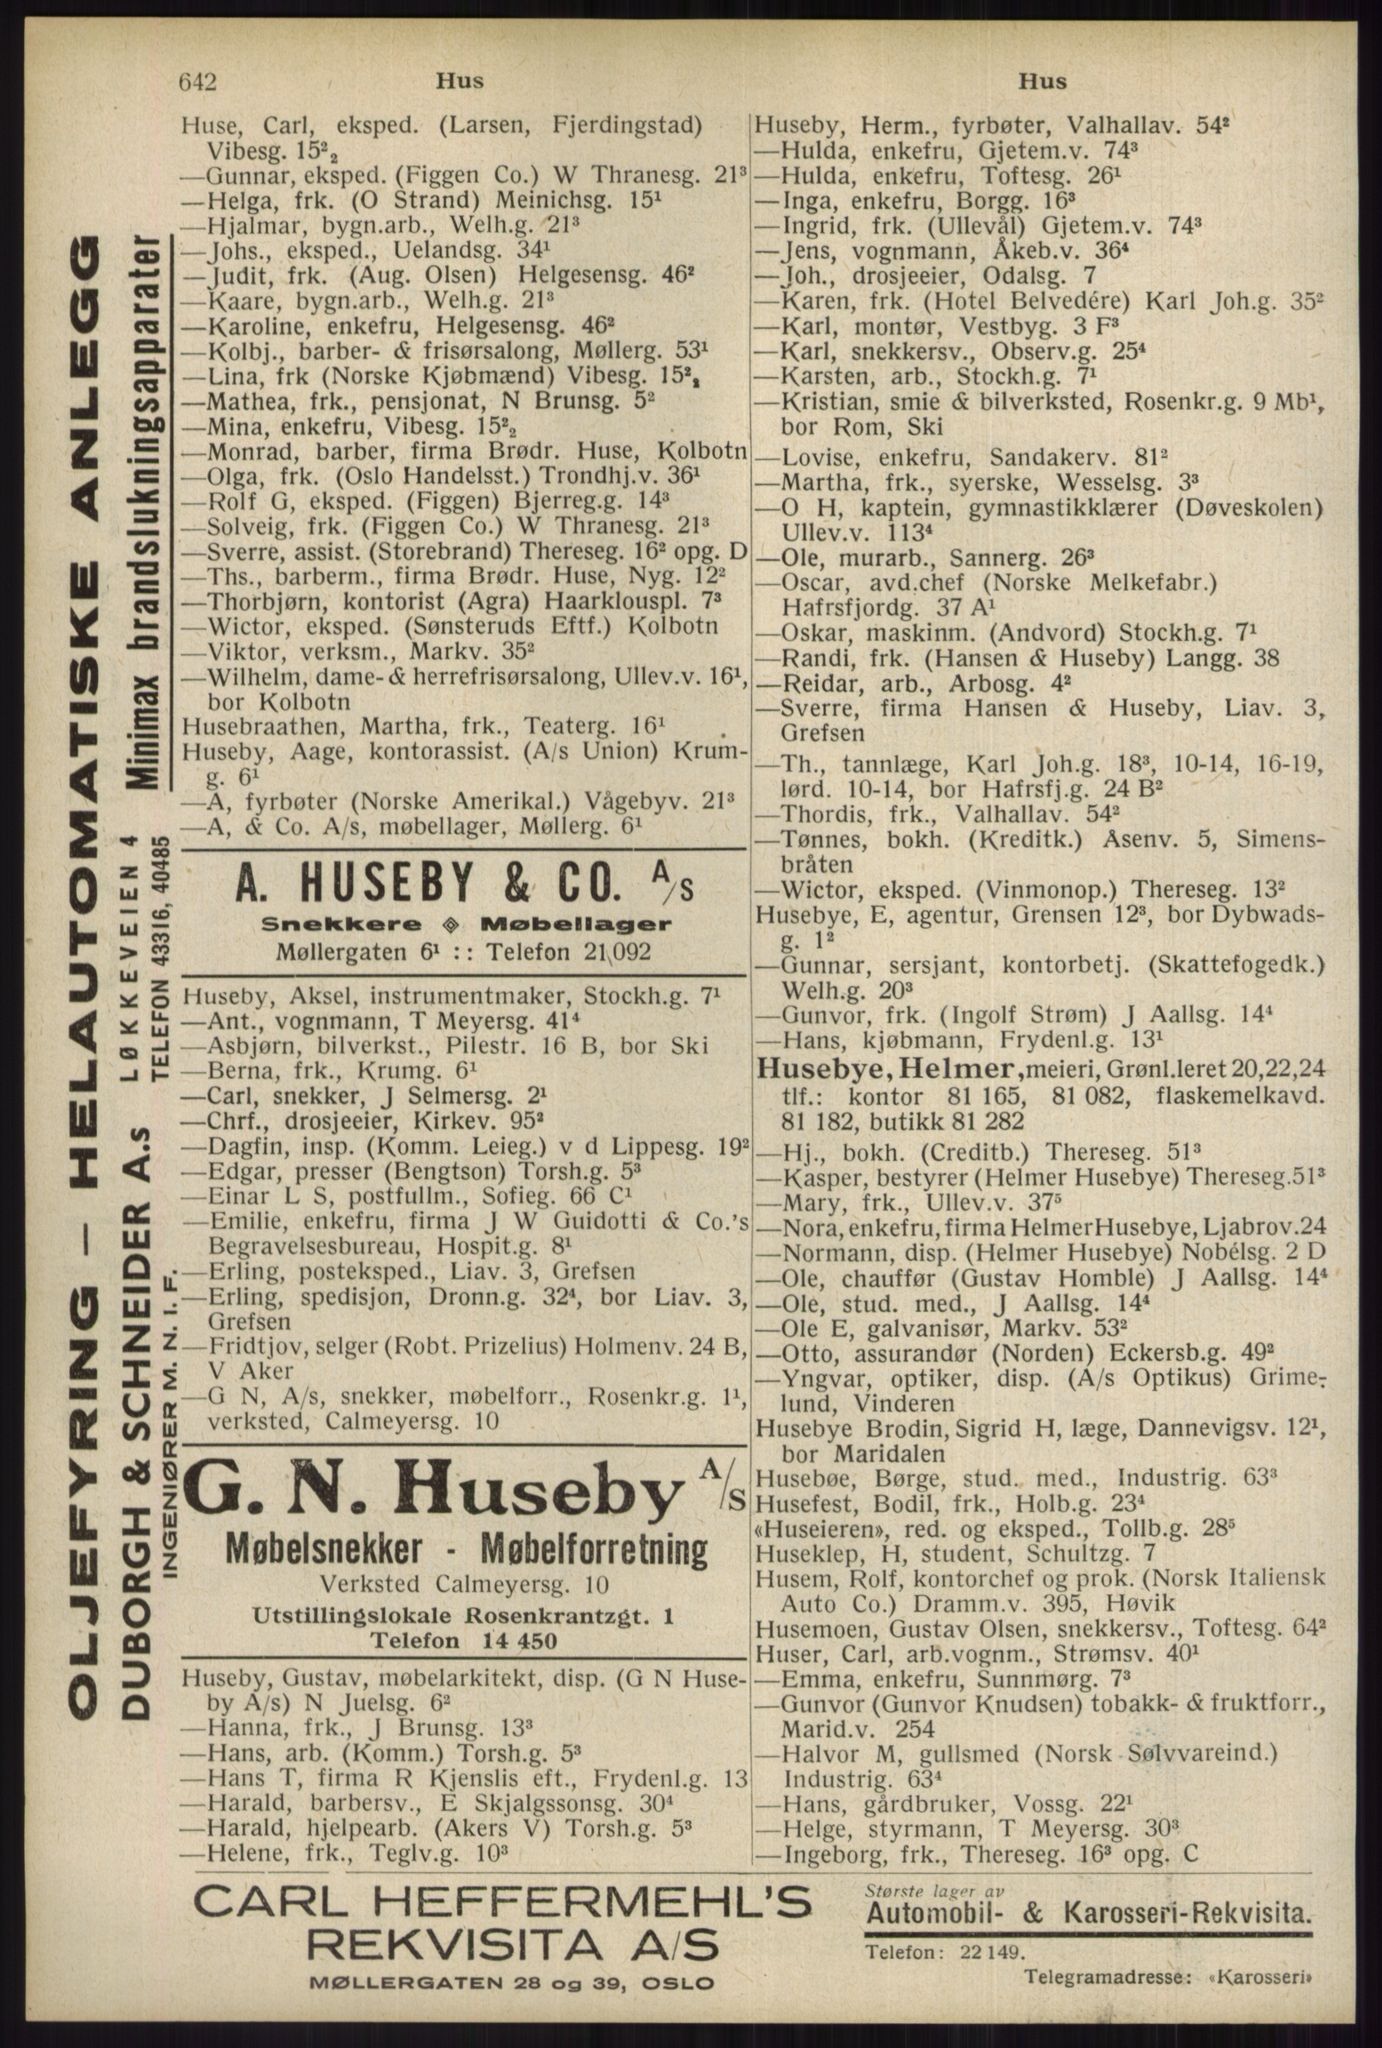 642 Hus Hus
Huse, Carl, eksped. (Larsen, Fjerdingstad)
Vibesg. 15²₂
—Gunnar, eksped. (Figgen Co.) W Thranesg. 21³
—Helga, frk. (O Strand) Meinichsg. 15¹
—Hjalmar, bygn.arb., Welh.g. 21³
—Johs., eksped., Uelandsg. 34¹
—Judit, frk. (Aug. Olsen) Helgesensg. 46²
—Kaare, bygn.arb., Welh.g. 21³
—Karoline, enkefru, Helgesensg. 46²
—Kolbj., barber- & frisørsalong, Møllerg. 53¹
—Lina, frk (Norske Kjøbmænd) Vibesg. 15²₂
—Mathea, frk., pensjonat, N Brunsg. 5²
—Mina, enkefru, Vibesg. 15²₂
—Monrad, barber, firma Brødr. Huse, Kolbotn
—Olga, frk. (Oslo Handelsst.) Trondhj.v. 36¹
—Rolf G, eksped. (Figgen) Bjerreg.g. 14³
—Solveig, frk. (Figgen Co.) W Thranesg. 21³
—Sverre, assist. (Storebrand) Thereseg. 16² opg. D
—Ths., barberm., firma Brødr. Huse, Nyg. 12²
—Thorbjørn, kontorist (Agra) Haarklouspl. 7³
—Wictor, eksped. (Sønsteruds Eftf.) Kolbotn
—Viktor, verksm., Markv. 35²
—Wilhelm, dame- & herrefrisørsalong, Ullev.v. 16¹,
bor Kolbotn
Husebraathen, Martha, frk., Teaterg. 16¹
Huseby, Aage, kontorassist. (A/s Union) Krum-
g. 6¹
—A, fyrbøter (Norske Amerikal.) Vågebyv. 21³
—A, & Co. A/s, møbellager, Møllerg. 6¹
A. HUSEBY & CO. A/S
Snekkere ◈ Møbellager
Møllergaten 6¹ :: Telefon 21 092
Huseby, Aksel, instrumentmaker, Stockh.g. 7¹
—Ant., vognmann, T Meyersg. 41⁴
—Asbjørn, bilverkst., Pilestr. 16 B, bor Ski
—Berna, frk., Krumg. 6¹
—Carl, snekker, J Selmersg. 2¹
—Chrf., drosjeeier, Kirkev. 95²
—Dagfin, insp. (Komm. Leieg.) v d Lippesg. 19²
—Edgar, presser (Bengtson) Torsh.g. 5³
—Einar L S, postfullm., Sofieg. 66 C¹
—Emilie, enkefru, firma J W Guidotti & Co.'s
Begravelsesbureau, Hospit.g. 8¹
—Erling, posteksped., Liav. 3, Grefsen
—Erling, spedisjon, Dronn.g. 32⁴, bor Liav. 3,
Grefsen
—Fridtjov, selger (Robt. Prizelius) Holmenv. 24 B,
V Aker
—G N, A/s, snekker, møbelforr., Rosenkr.g. 1¹,
verksted, Calmeyersg. 10
G. N. Huseby A/S
Møbelsnekker - Møbelforretning
Verksted Calmeyersg. 10
Utstillingslokale Rosenkrantzgt. 1
Telefon 14 450
Huseby, Gustav, møbelarkitekt, disp. (G N Huse-
by A/s) N Juelsg. 6²
—Hanna, frk., J Brunsg. 13³
—Hans, arb. (Komm.) Torsh.g. 5³
—Hans T, firma R Kjenslis eft., Frydenl.g. 13
—Harald, barbersv., E Skjalgssonsg. 30⁴
—Harald, hjelpearb. (Akers V) Torsh.g. 5³
—Helene, frk., Teglv.g. 10³
Huseby, Herm., fyrbøter, Valhallav. 54²
—Hulda, enkefru, Gjetem.v. 74³
—Hulda, enkefru, Toftesg. 26¹
—Inga, enkefru, Borgg. 16³
—Ingrid, frk. (Ullevål) Gjetem.v. 74³
—Jens, vognmann, Åkeb.v. 36⁴
—Joh., drosjeeier, Odalsg. 7
—Karen, frk. (Hotel Belvedére) Karl Joh.g. 35²
—Karl, montør, Vestbyg. 3 F³
—Karl, snekkersv., Observ.g. 25⁴
—Karsten, arb., Stockh.g. 7¹
—Kristian, smie & bilverksted, Rosenkr.g. 9 Mb¹,
bor Rom, Ski
—Lovise, enkefru, Sandakerv. 81²
—Martha, frk., syerske, Wesselsg. 3³
—O H, kaptein, gymnastikklærer (Døveskolen)
Ullev.v. 113⁴
—Ole, murarb., Sannerg. 26³
—Oscar, avd.chef (Norske Melkefabr.)
Hafrsfjordg. 37 A¹
—Oskar, maskinm. (Andvord) Stockh.g. 7¹
—Randi, frk. (Hansen & Huseby) Langg. 38
—Reidar, arb., Arbosg. 4²
—Sverre, firma Hansen & Huseby, Liav. 3,
Grefsen
—Th., tannlæge, Karl Joh.g. 18³, 10-14, 16-19,
lørd. 10-14, bor Hafrsfj.g. 24 B²
—Thordis, frk., Valhallav. 54²
—Tønnes, bokh. (Kreditk.) Åsenv. 5, Simens-
bråten
—Wictor, eksped. (Vinmonop.) Thereseg. 13²
Husebye, E, agentur, Grensen 12³, bor Dybwads-
g. 1²
—Gunnar, sersjant, kontorbetj. (Skattefogedk.)
Welh.g. 20³
—Gunvor, frk. (Ingolf Strøm) J Aallsg. 14⁴
—Hans, kjøbmann, Frydenl.g. 13¹
Husebye, Helmer, meieri, Grønl.leret 20,22,24
tlf.: kontor 81 165, 81 082, flaskemelkavd.
81 182, butikk 81 282
—Hj., bokh. (Creditb.) Thereseg. 51³
—Kasper, bestyrer (Helmer Husebye) Thereseg. 51³
—Mary, frk., Ullev.v. 37⁵
—Nora, enkefru, firma Helmer Husebye, Ljabrov. 24
—Normann, disp. (Helmer Husebye) Nobélsg. 2 D
—Ole, chauffør (Gustav Homble) J Aallsg. 14⁴
—Ole, stud. med., J Aallsg. 14⁴
—Ole E, galvanisør, Markv. 53²
—Otto, assurandør (Norden) Eckersb.g. 49²
—Yngvar, optiker, disp. (A/s Optikus) Grime-
lund, Vinderen
Husebye Brodin, Sigrid H, læge, Dannevigsv. 12¹,
bor Maridalen
Husebøe, Børge, stud. med., Industrig. 63³
Husefest, Bodil, frk., Holb.g. 23⁴
«Huseieren», red. og eksped., Tollb.g. 28⁵
Huseklep, H, student, Schultzg. 7
Husem, Rolf, kontorchef og prok. (Norsk Italiensk
Auto Co.) Dramm.v. 395, Høvik
Husemoen, Gustav Olsen, snekkersv., Toftesg. 64²
Huser, Carl, arb.vognm., Strømsv. 40¹
—Emma, enkefru, Sunnmørg. 7³
—Gunvor (Gunvor Knudsen) tobakk- & fruktforr.,
Marid.v. 254
—Halvor M, gullsmed (Norsk Sølvvareind.)
Industrig. 63⁴
—Hans, gårdbruker, Vossg. 22¹
—Helge, styrmann, T Meyersg. 30³
—Ingeborg, frk., Thereseg. 16³ opg. C
OLJEFYRING — HELAUTOMATISKE ANLEGG
DUBORGH & SCHNEIDER A.s LØKKEVEIEN 4 Minimax brandslukningsapparater
INGENIØRER M. N. I. F. TELEFON 43316, 40485
CARL HEFFERMEHL'S
REKVISITA A/S
MØLLERGATEN 28 og 39, OSLO
Største lager av
Automobil- & Karosseri-Rekvisita.
Telefon: 22 149.
Telegramadresse: «Karosseri»